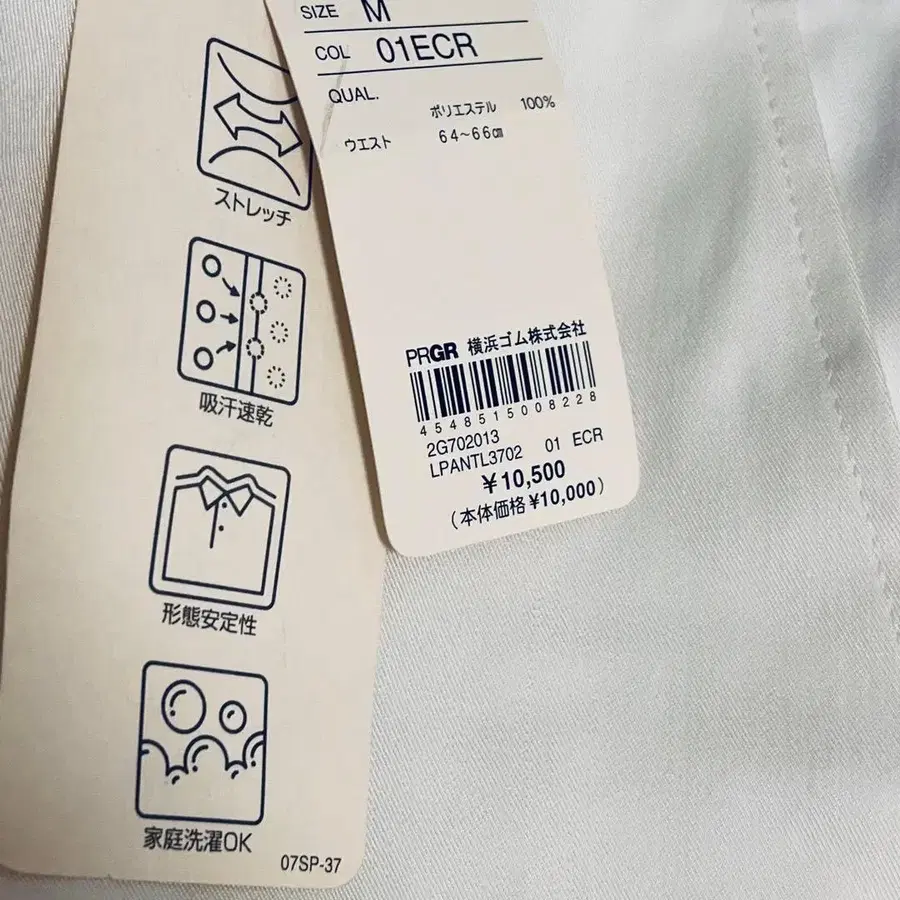 SIZE M
COL 01ECR
QUAL.
ポリエステル 100%
ウエスト 64～66㎝
PRGR 横浜ゴム株式会社
4548515008228
2G702013
LPANTL3702 01 ECR
￥10,500
(本体価格￥10,000)
ストレッチ
吸汗速乾
形態安定性
家庭洗濯OK
07SP-37